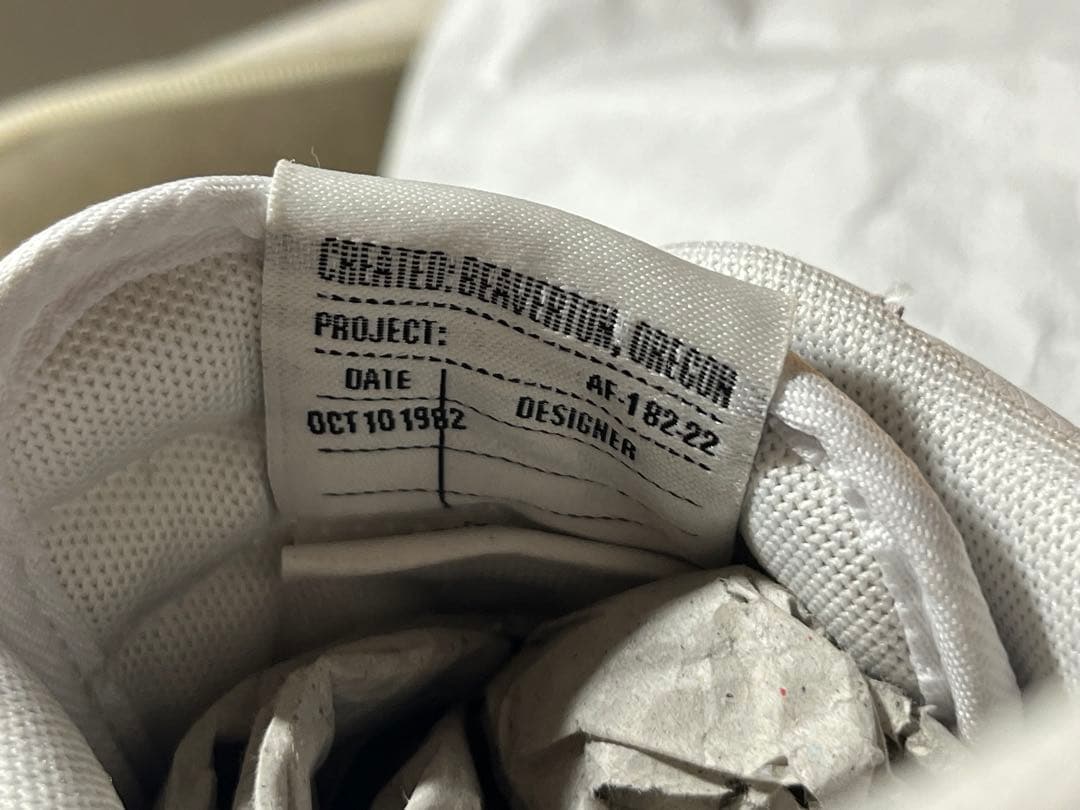 CREATED: BEAVERTON, OREGON
PROJECT:
AF-1 82-22
DATE
DESIGNER
OCT 10 1982